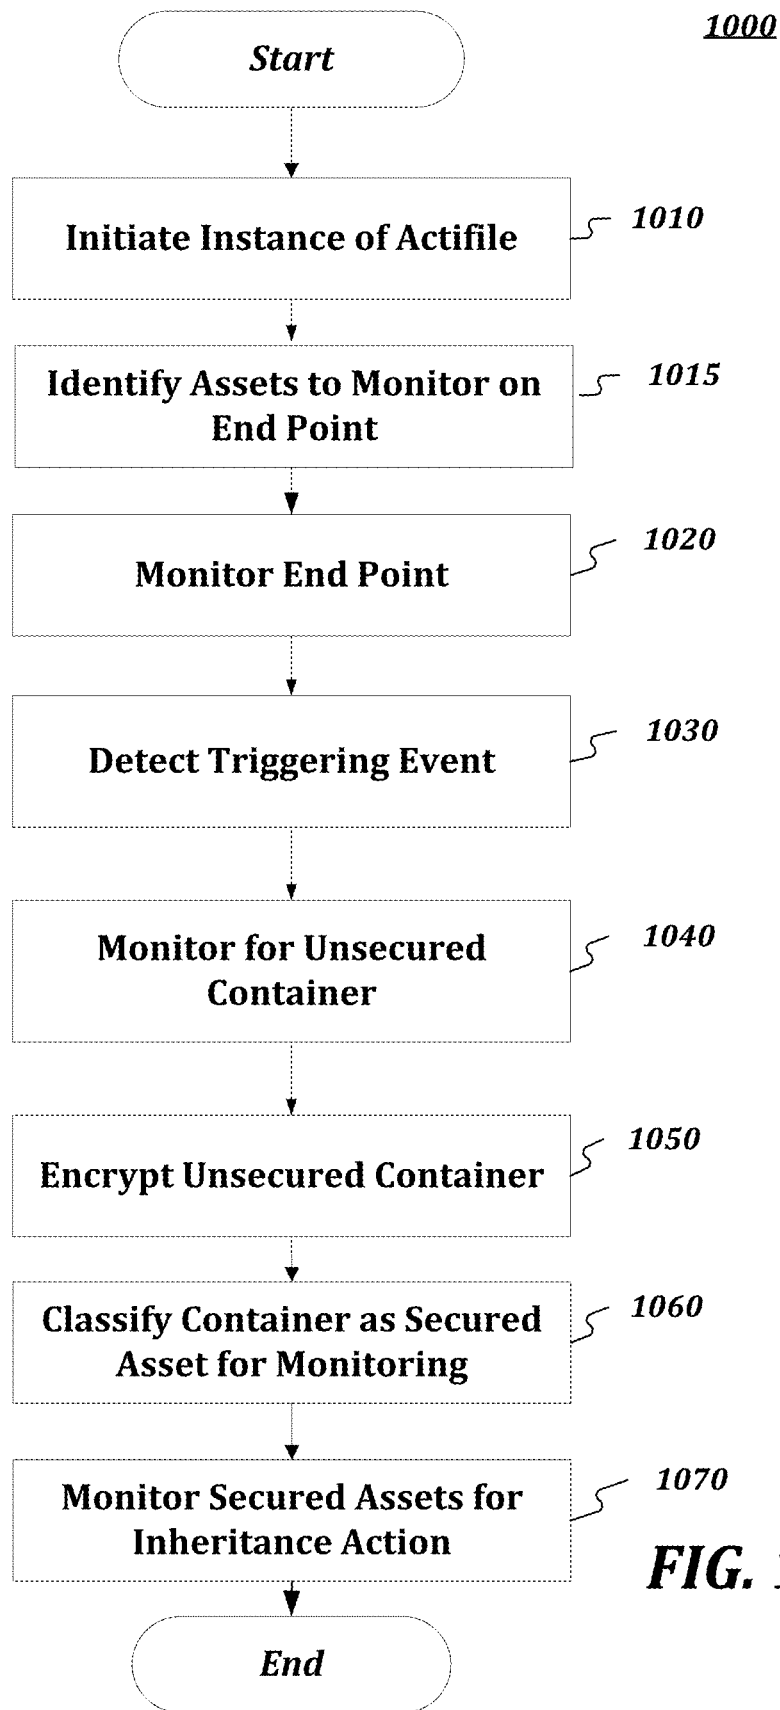 1000
Start
Initiate Instance of Actifile
1010
Identify Assets to Monitor on
End Point
1015
Monitor End Point
1020
Detect Triggering Event
1030
Monitor for Unsecured
Container
1040
Encrypt Unsecured Container
1050
Classify Container as Secured
Asset for Monitoring
1060
Monitor Secured Assets for
Inheritance Action
1070
FIG.
End